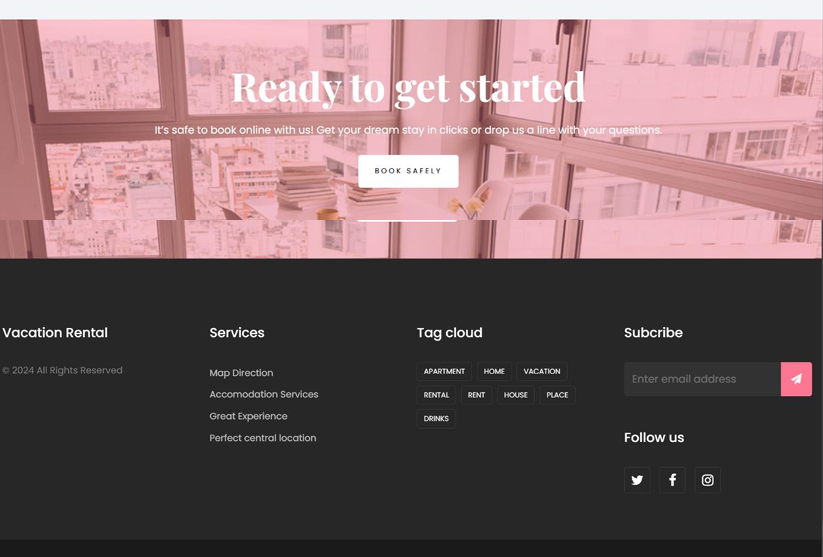 Ready to get started
It's safe to book online with us! Get your dream stay in clicks or drop us a line with your questions.
BOOK SAFELY
Vacation Rental
© 2024 All Rights Reserved
Services
Map Direction
Accomodation Services
Great Experience
Perfect central location
Tag cloud
APARTMENT HOME VACATION
RENTAL RENT HOUSE PLACE
DRINKS
Subcribe
Enter email address
Follow us